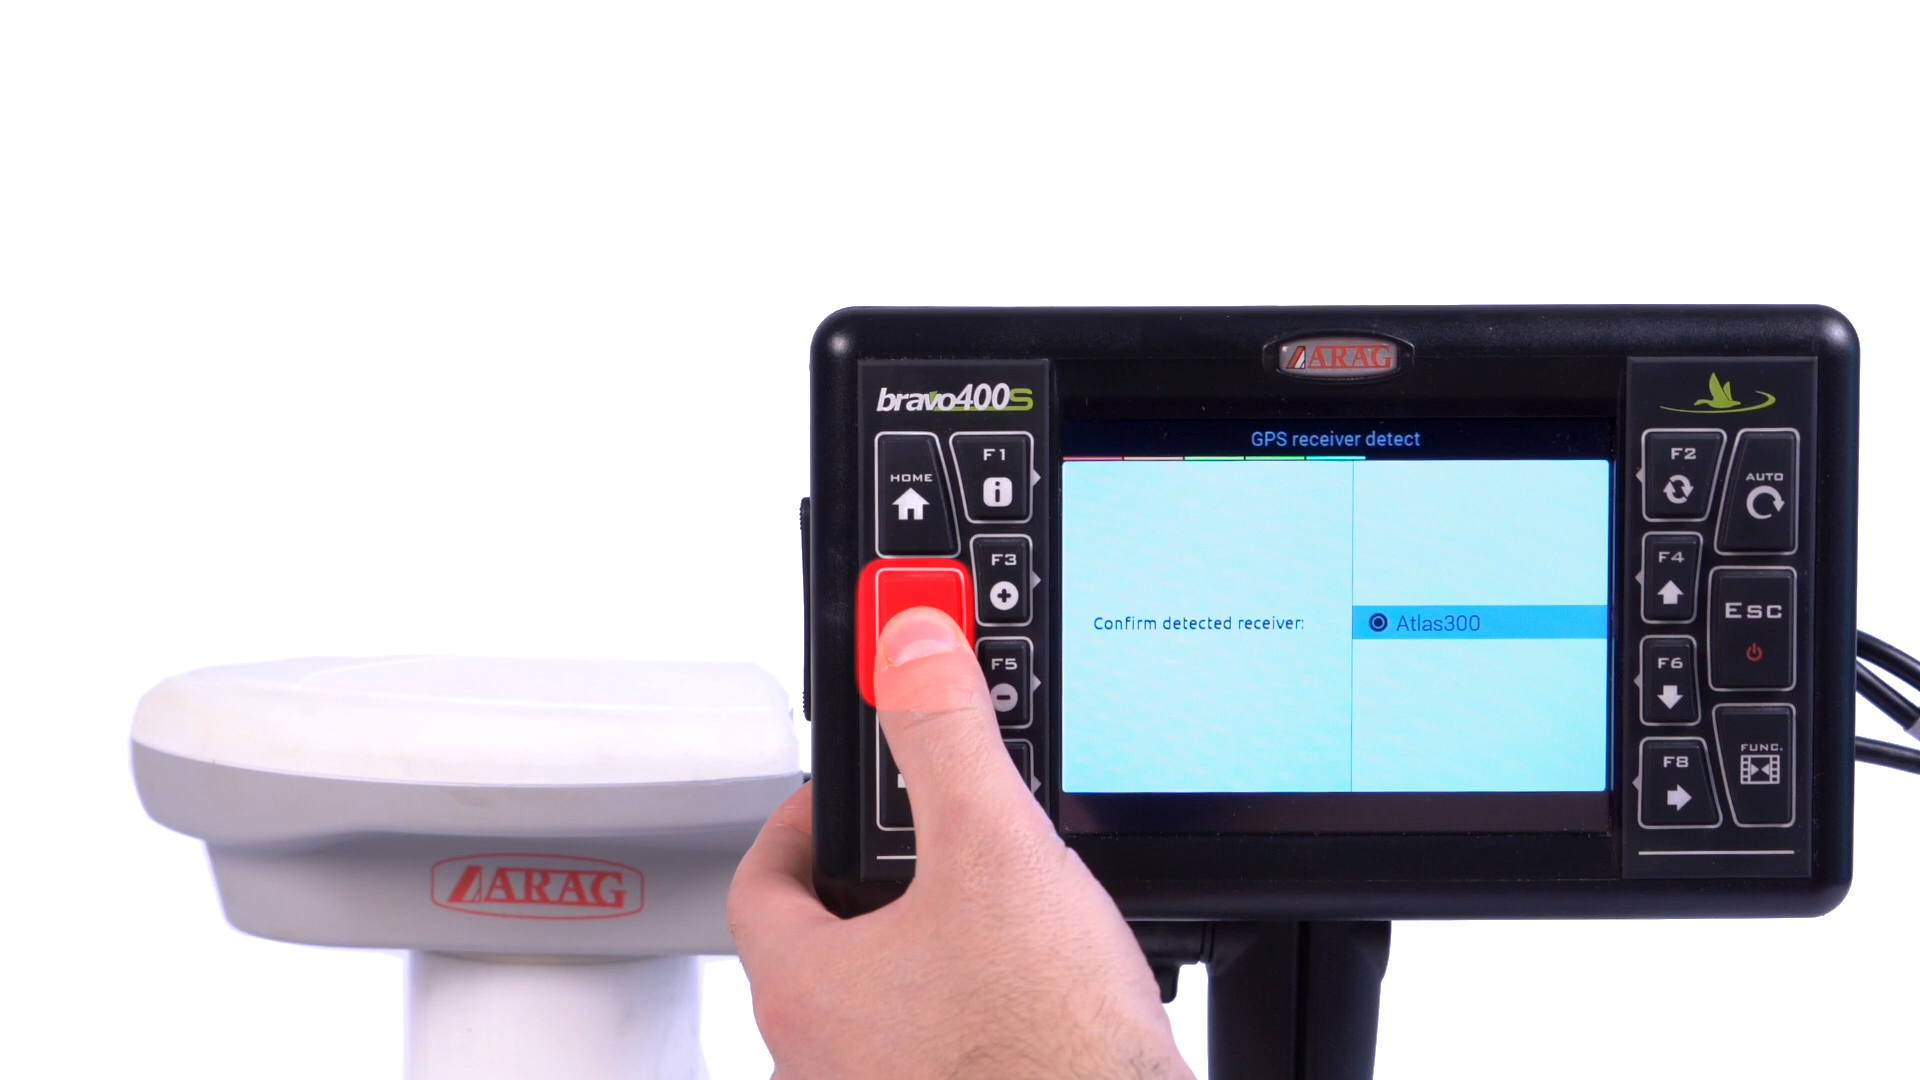 ARAG
bravo400S
GPS receiver detect
HOME
F1
F2
AUTO
F3
F4
Esc
Confirm detected receiver:
Atlas300
F5
F6
FUNC.
F8
ARAG